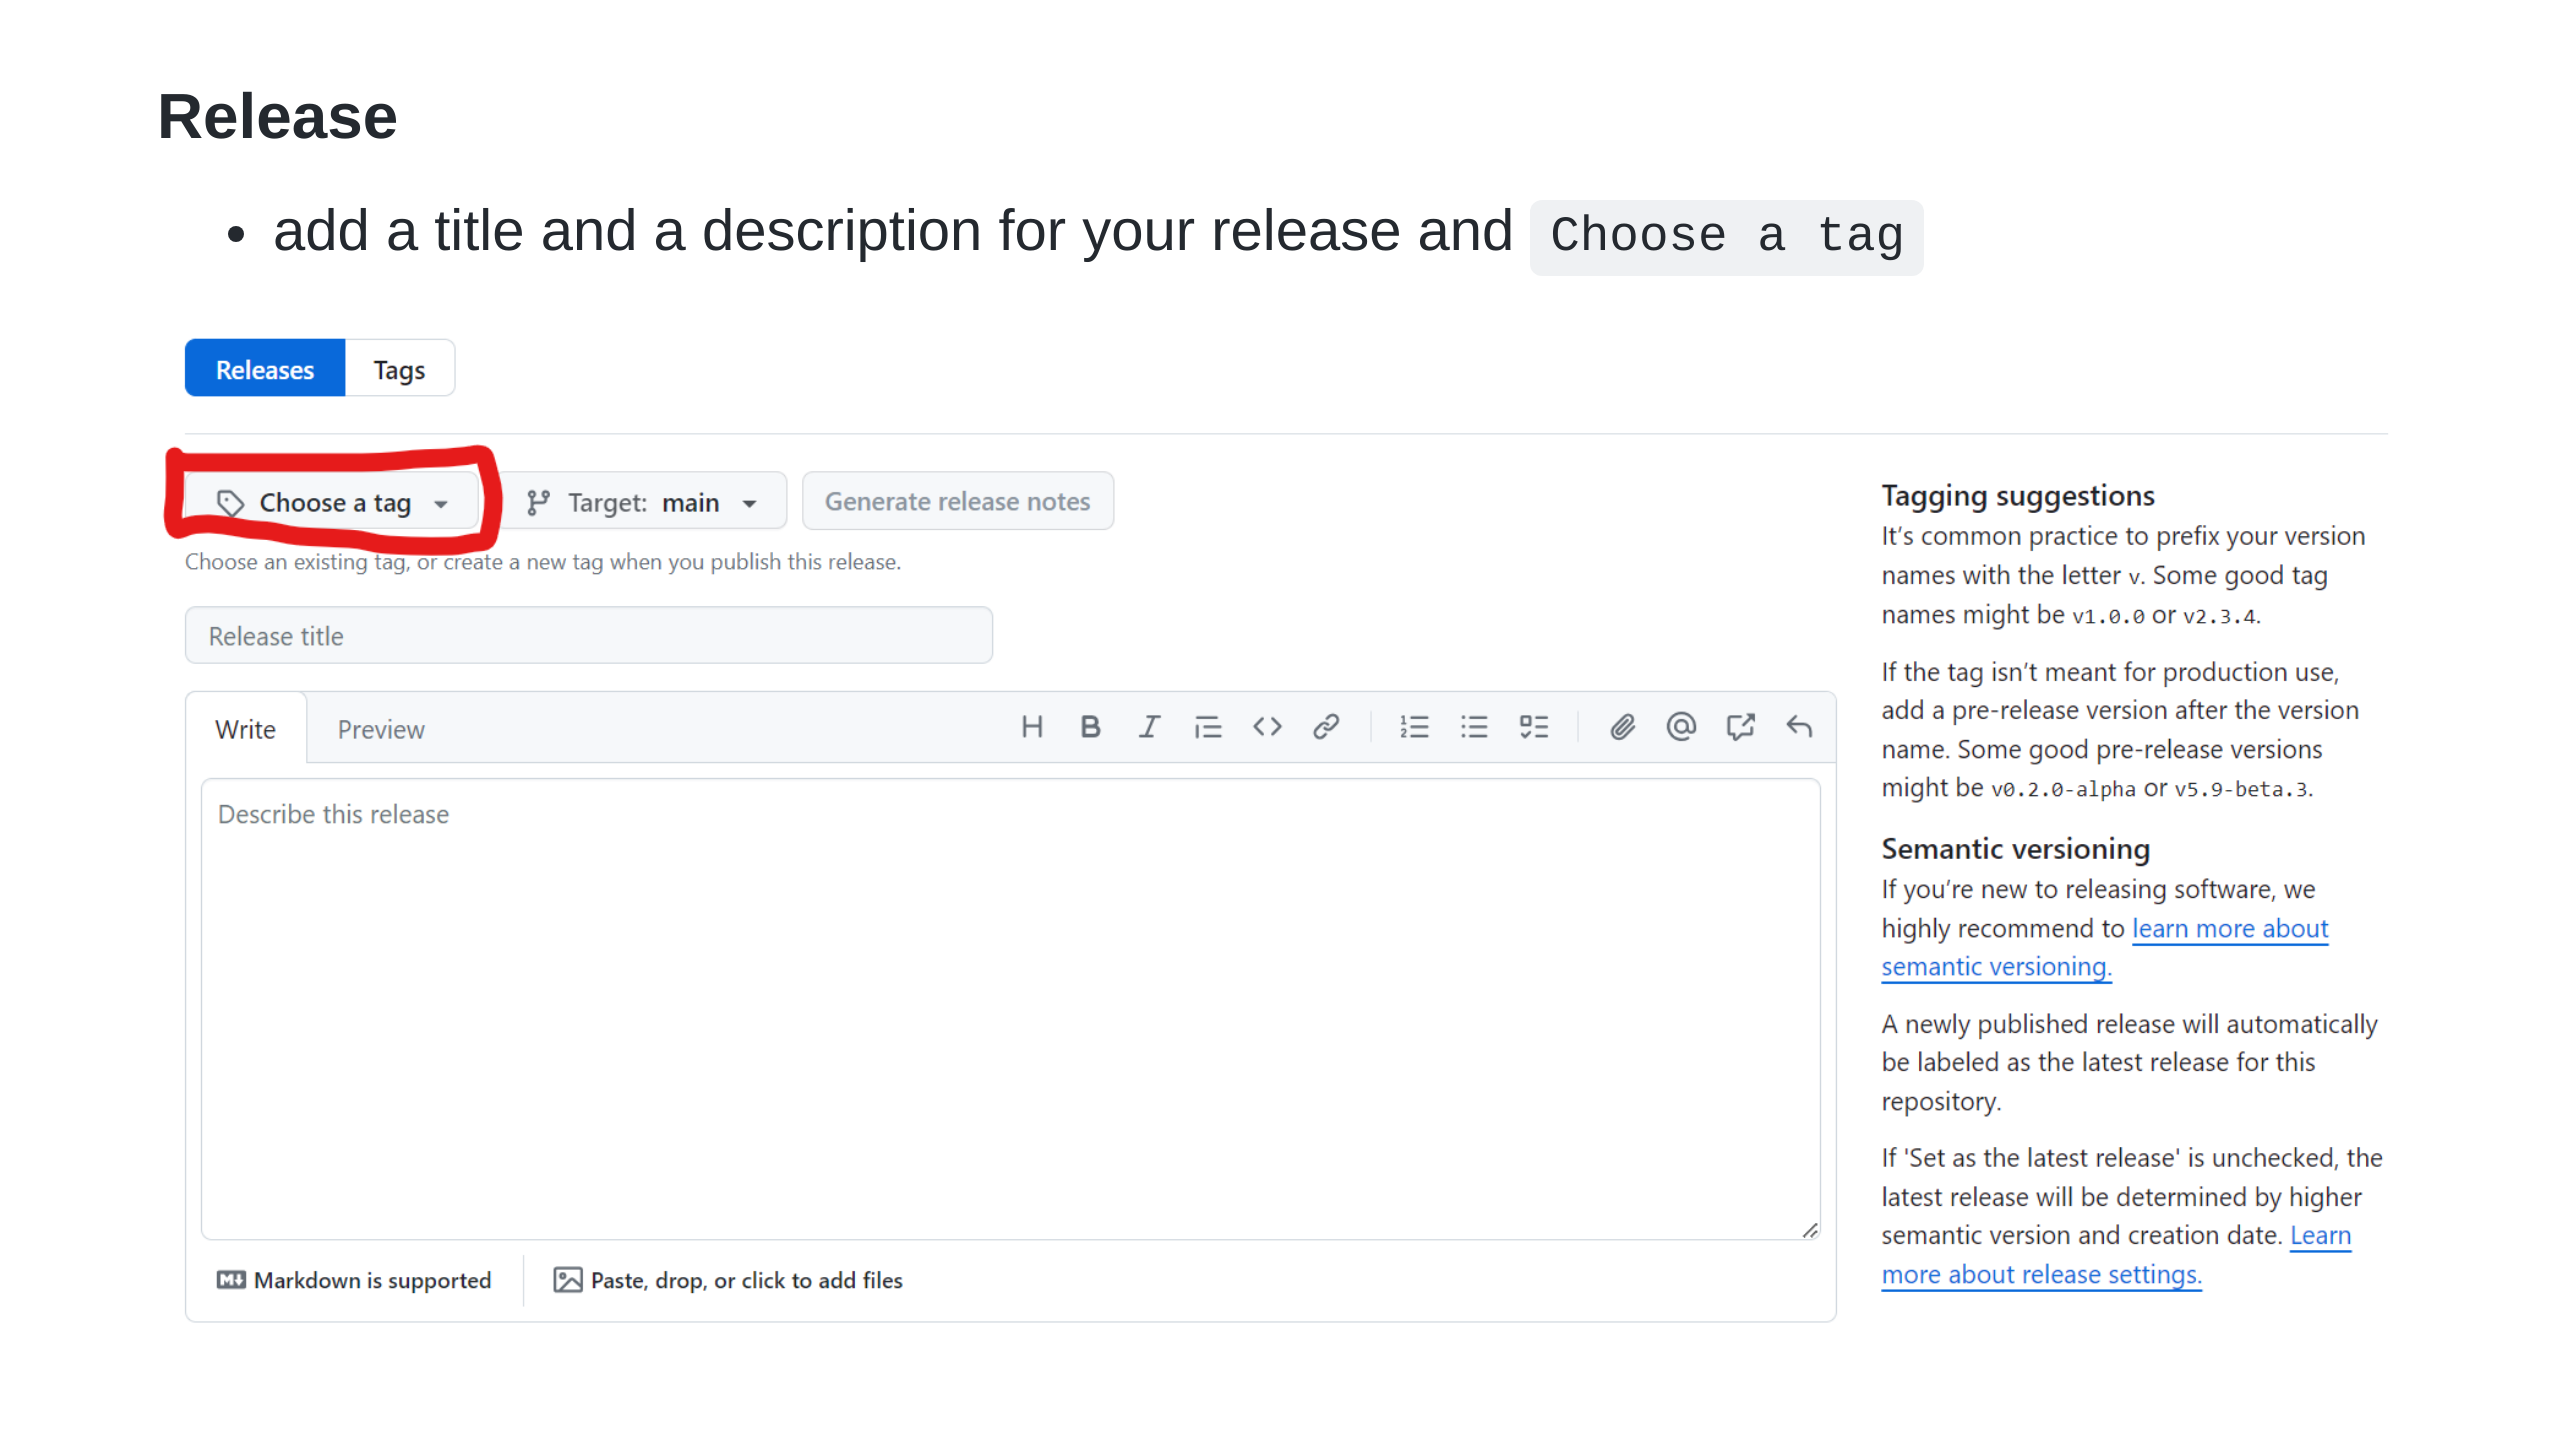 Release
• add a title and a description for your release and Choose a tag
Releases Tags
Choose a tag Target: main Generate release notes
Choose an existing tag, or create a new tag when you publish this release.
Release title
Write Preview
Describe this release
Markdown is supported Paste, drop, or click to add files
Tagging suggestions
It’s common practice to prefix your version
names with the letter v. Some good tag
names might be v1.0.0 or v2.3.4.
If the tag isn’t meant for production use,
add a pre-release version after the version
name. Some good pre-release versions
might be v0.2.0-alpha or v5.9-beta.3.
Semantic versioning
If you’re new to releasing software, we
highly recommend to learn more about
semantic versioning.
A newly published release will automatically
be labeled as the latest release for this
repository.
If 'Set as the latest release' is unchecked, the
latest release will be determined by higher
semantic version and creation date. Learn
more about release settings.